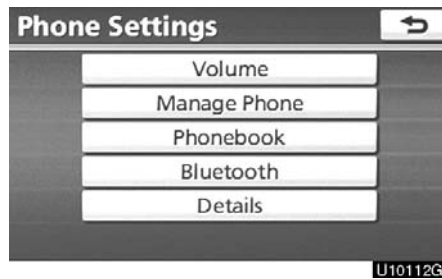 Phone Settings
Volume
Manage Phone
Phonebook
Bluetooth
Details
U10112G